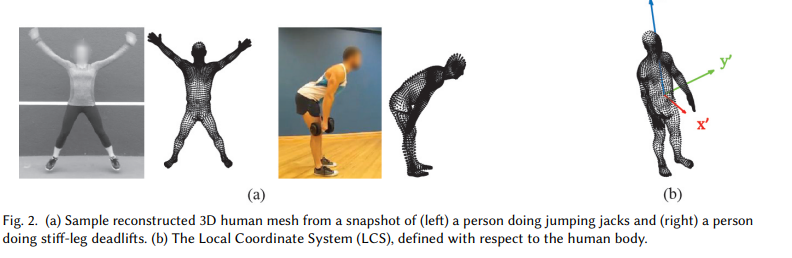 y'
x'
(a)
(b)
Fig. 2. (a) Sample reconstructed 3D human mesh from a snapshot of (left) a person doing jumping jacks and (right) a person
doing stiff-leg deadlifts. (b) The Local Coordinate System (LCS), defined with respect to the human body.